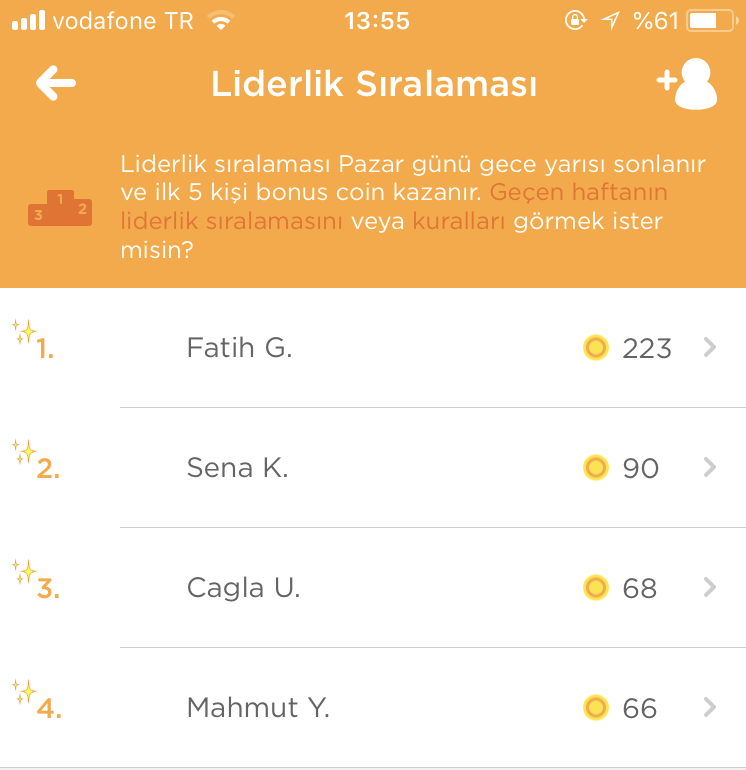 vodafone TR 13:55 %61
Liderlik Sıralaması
Liderlik sıralaması Pazar günü gece yarısı sonlanır
ve ilk 5 kişi bonus coin kazanır. Geçen haftanın
liderlik sıralamasını veya kuralları görmek ister
misin?
1 2 3
1. Fatih G. 223
2. Sena K. 90
3. Cagla U. 68
4. Mahmut Y. 66